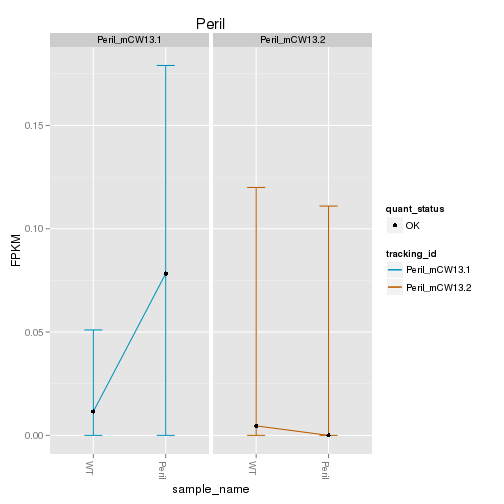 Peril
Peril_mCW13.1
Peril_mCW13.2
FPKM
0.15
0.10
0.05
0.00
WT
Peril
WT
Peril
sample_name
quant_status
OK
tracking_id
Peril_mCW13.1
Peril_mCW13.2